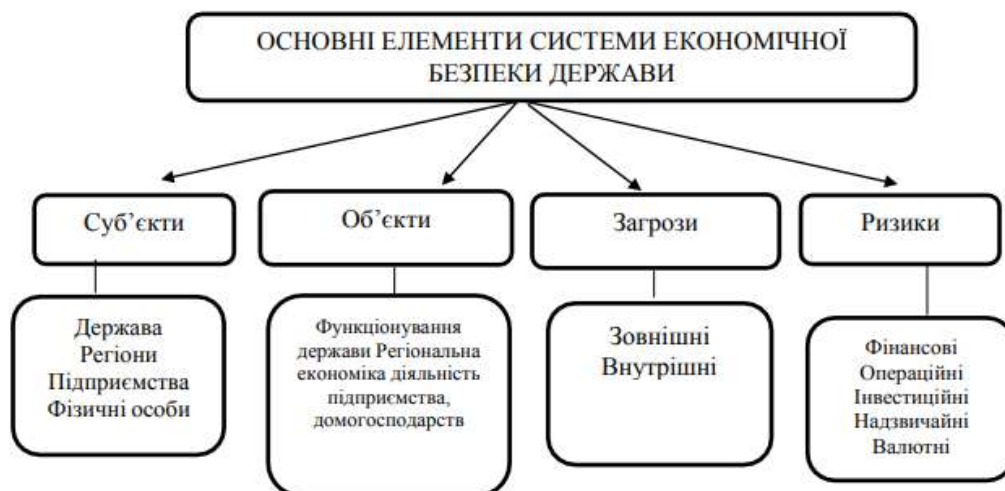 ОСНОВНІ ЕЛЕМЕНТИ СИСТЕМИ ЕКОНОМІЧНОЇ
БЕЗПЕКИ ДЕРЖАВИ
Суб’єкти
Об’єкти
Загрози
Ризики
Держава
Регіони
Підприємства
Фізичні особи
Функціонування
держави Регіональна
економіка діяльність
підприємства,
домогосподарств
Зовнішні
Внутрішні
Фінансові
Операційні
Інвестиційні
Надзвичайні
Валютні